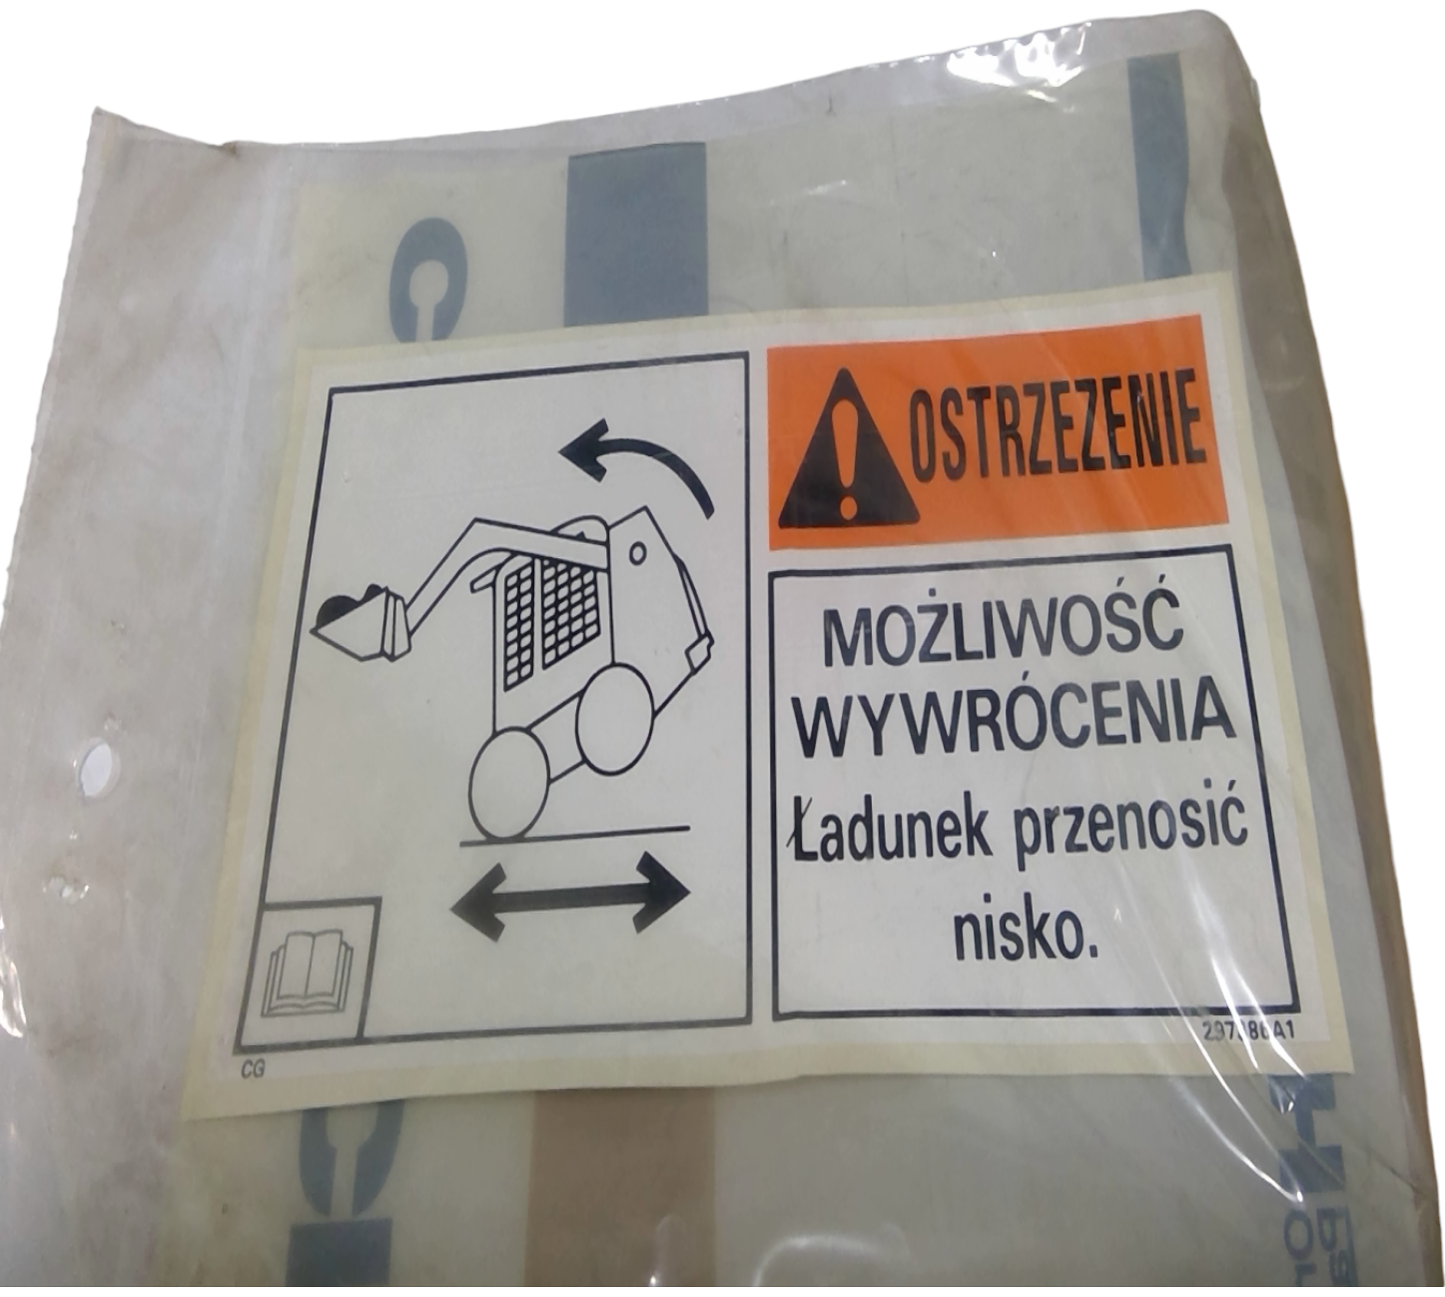 OSTRZEZENIE
MOŻLIWOŚĆ
WYWRÓCENIA
Ładunek przenosić
nisko.
CG